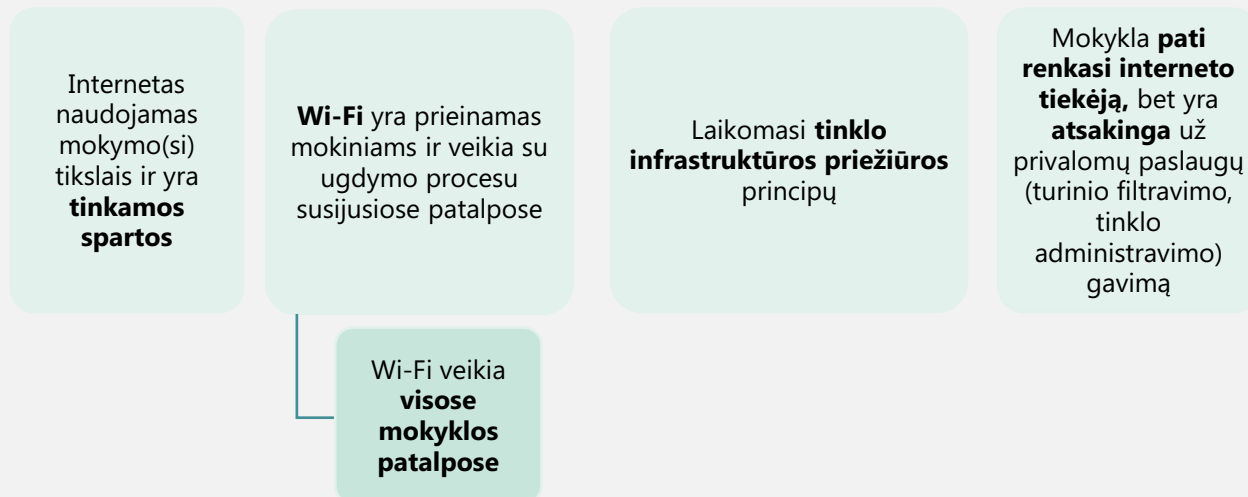 Internetas
naudojamas
mokymo(si)
tikslais ir yra
tinkamos
spartos
Wi-Fi yra prieinamas
mokiniams ir veikia su
ugdymo procesu
susijusiose patalpose
Wi-Fi veikia
visose
mokyklos
patalpose
Laikomasi tinklo
infrastruktūros priežiūros
principų
Mokykla pati
renkasi interneto
tiekėją, bet yra
atsakinga už
privalomų paslaugų
(turinio filtravimo,
tinklo
administravimo)
gavimą